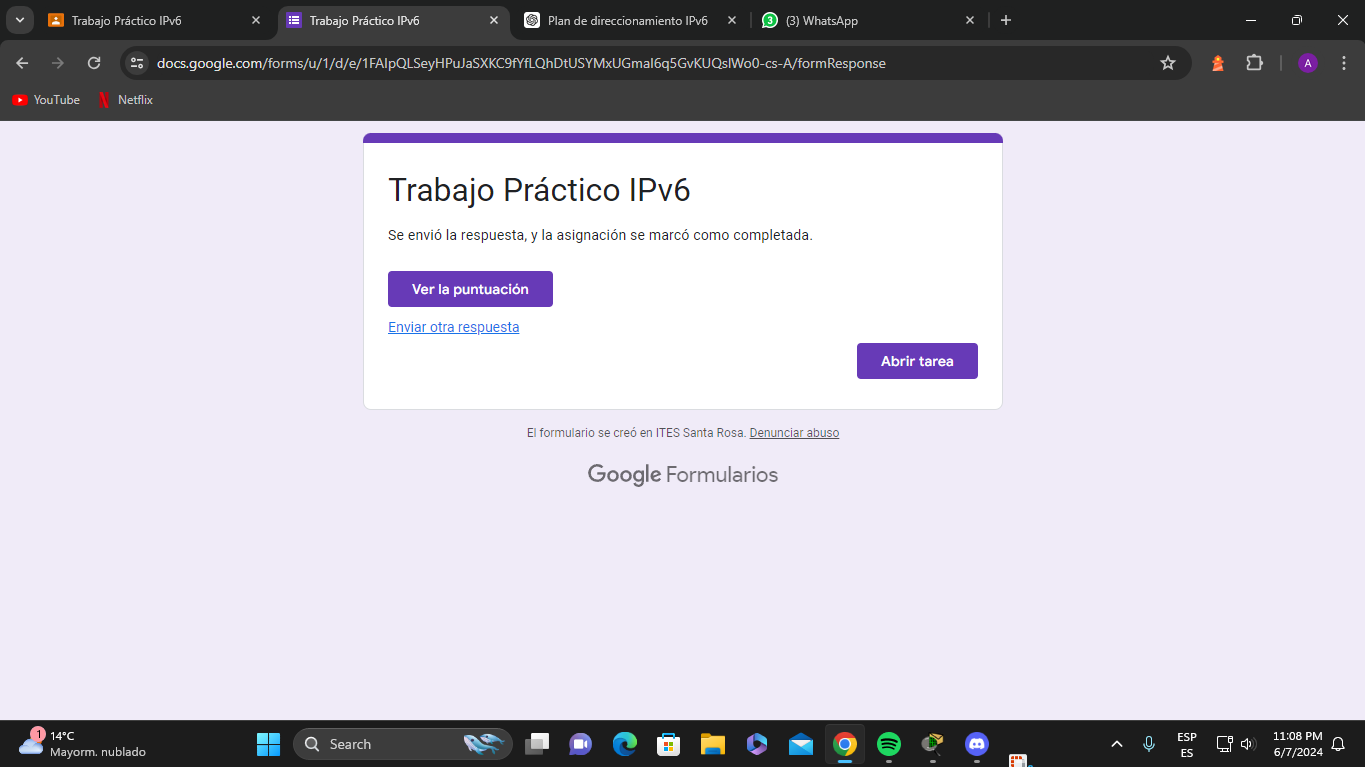 Trabajo Práctico IPv6
Trabajo Práctico IPv6
Plan de direccionamiento IPv6
3
(3) WhatsApp
docs.google.com/forms/u/1/d/e/1FAIpQLSeyHPuJaSXKC9fYfLQhDtUSYMxUGmaI6q5GvKUQslWo0-cs-A/formResponse
A
YouTube
Netflix
Trabajo Práctico IPv6
Se envió la respuesta, y la asignación se marcó como completada.
Ver la puntuación
Enviar otra respuesta
Abrir tarea
El formulario se creó en ITES Santa Rosa. Denunciar abuso
Google Formularios
1
14°C
Mayorm. nublado
Search
ESP
ES
11:08 PM
6/7/2024